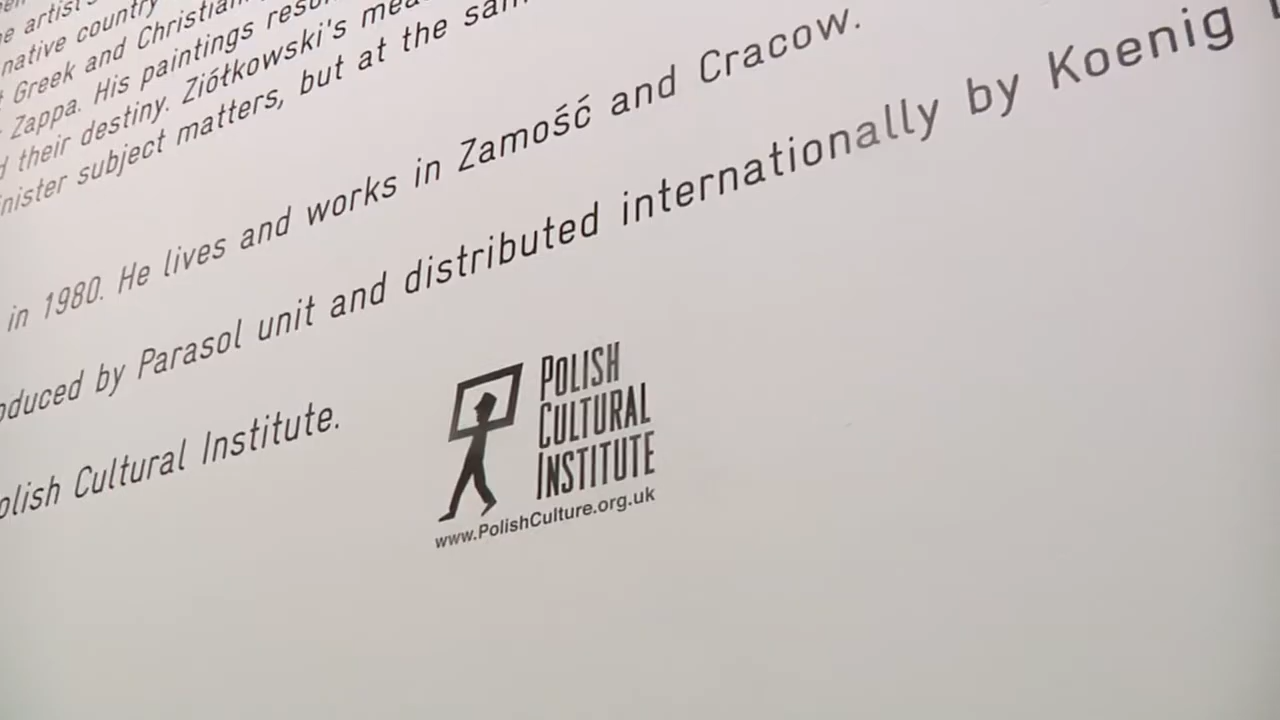 e artist's
native country
Greek and Christian
Zappa. His paintings
their destiny. Ziółkowski's
subject matters, but at the
in 1980. He lives and works in Zamość and Cracow.
oduced by Parasol unit and distributed internationally by Koenig
olish Cultural Institute.
POLISH
CULTURAL
INSTITUTE
www.PolishCulture.org.uk